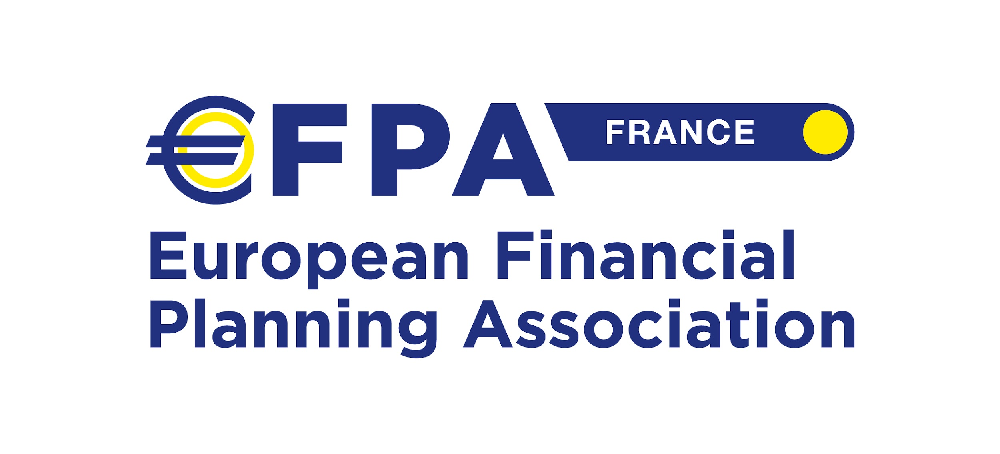 €FPA FRANCE
European Financial
Planning Association